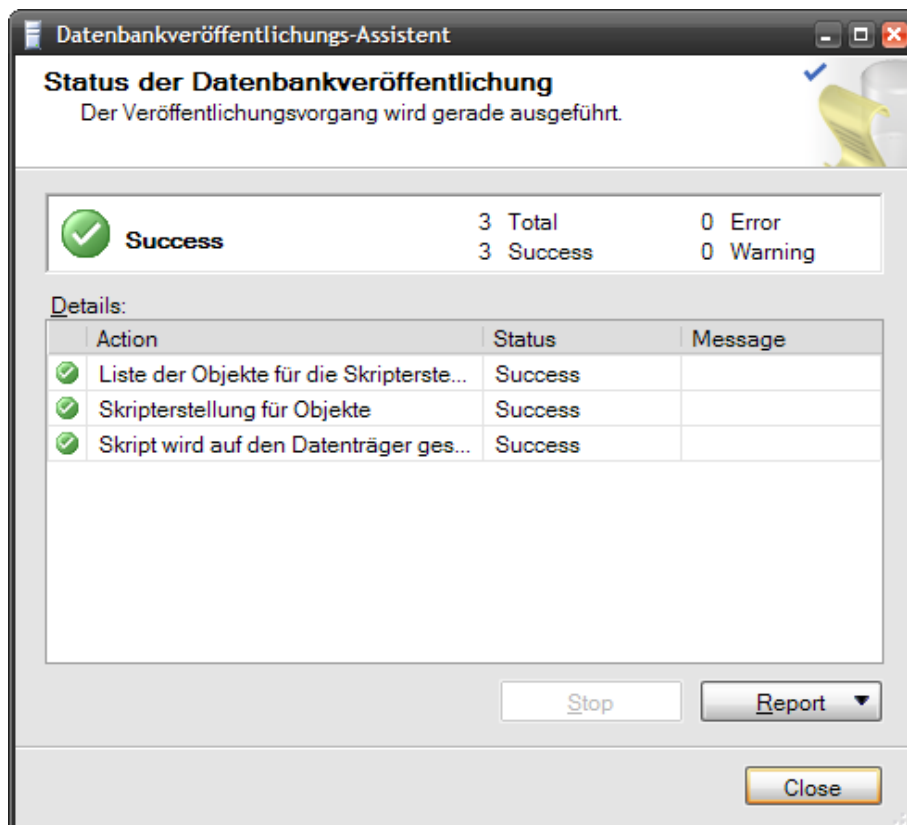 Datenbankveröffentlichungs-Assistent
Status der Datenbankveröffentlichung
Der Veröffentlichungsvorgang wird gerade ausgeführt.
Success
3 Total
0 Error
3 Success
0 Warning
Details:
Action Status Message
Liste der Objekte für die Skripterste... Success
Skripterstellung für Objekte Success
Skript wird auf den Datenträger ges... Success
Stop
Report
Close